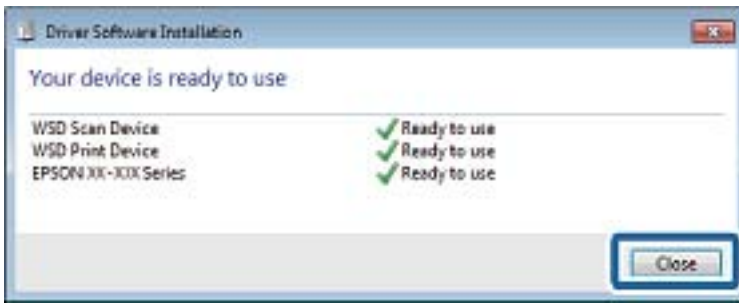 Driver Software Installation
Your device is ready to use
WSD Scan Device Ready to use
WSD Print Device Ready to use
EPSON XX-XXX Series Ready to use
Close